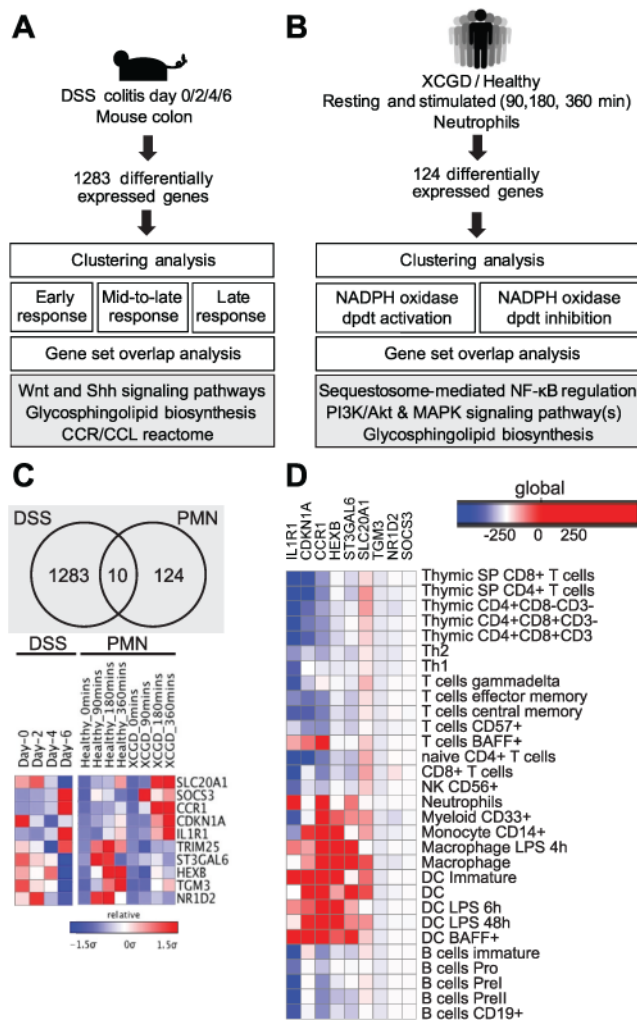 A
DSS colitis day 0/2/4/6
Mouse colon
1283 differentially
expressed genes
Clustering analysis
Early
response
Mid-to-late
response
Late
response
Gene set overlap analysis
Wnt and Shh signaling pathways
Glycosphingolipid biosynthesis
CCR/CCL reactome
B
XCGD / Healthy
Resting and stimulated (90,180, 360 min)
Neutrophils
124 differentially
expressed genes
Clustering analysis
NADPH oxidase
dpdt activation
NADPH oxidase
dpdt inhibition
Gene set overlap analysis
Sequestosome-mediated NF-κB regulation
PI3K/Akt & MAPK signaling pathway(s)
Glycosphingolipid biosynthesis
C
DSS
PMN
1283
10
124
DSS
PMN
Day-0
Day-2
Day-4
Day-6
Healthy_0mins
Healthy_90mins
Healthy_180mins
Healthy_360mins
XCGD_0mins
XCGD_90mins
XCGD_180mins
XCGD_360mins
SLC20A1
SOCS3
CCR1
CDKN1A
IL1R1
TRIM25
ST3GAL6
HEXB
TGM3
NR1D2
relative
-1.5σ
0σ
1.5σ
D
global
-250
0
250
IL1R1
CDKN1A
CCR1
HEXB
ST3GAL6
SLC20A1
TGM3
NR1D2
SOCS3
Thymic SP CD8+ T cells
Thymic SP CD4+ T cells
Thymic CD4+CD8-CD3-
Thymic CD4+CD8+CD3-
Thymic CD4+CD8+CD3
Th2
Th1
T cells gammadelta
T cells effector memory
T cells central memory
T cells CD57+
T cells BAFF+
naive CD4+ T cells
CD8+ T cells
NK CD56+
Neutrophils
Myeloid CD33+
Monocyte CD14+
Macrophage LPS 4h
Macrophage
DC Immature
DC
DC LPS 6h
DC LPS 48h
DC BAFF+
B cells immature
B cells Pro
B cells PreI
B cells PreII
B cells CD19+